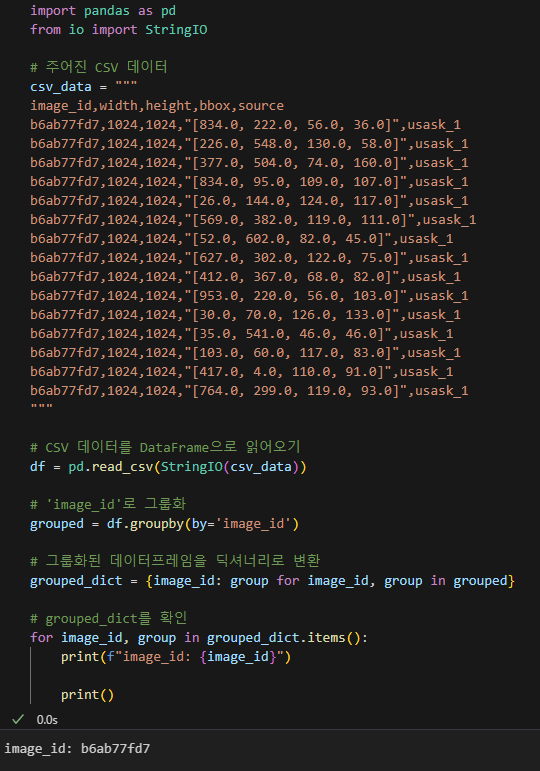 import pandas as pd
from io import StringIO
# 주어진 CSV 데이터
csv_data = """
image_id,width,height,bbox,source
b6ab77fd7,1024,1024,"[834.0, 222.0, 56.0, 36.0]",usask_1
b6ab77fd7,1024,1024,"[226.0, 548.0, 130.0, 58.0]",usask_1
b6ab77fd7,1024,1024,"[377.0, 504.0, 74.0, 160.0]",usask_1
b6ab77fd7,1024,1024,"[834.0, 95.0, 109.0, 107.0]",usask_1
b6ab77fd7,1024,1024,"[26.0, 144.0, 124.0, 117.0]",usask_1
b6ab77fd7,1024,1024,"[569.0, 382.0, 119.0, 111.0]",usask_1
b6ab77fd7,1024,1024,"[52.0, 602.0, 82.0, 45.0]",usask_1
b6ab77fd7,1024,1024,"[627.0, 302.0, 122.0, 75.0]",usask_1
b6ab77fd7,1024,1024,"[412.0, 367.0, 68.0, 82.0]",usask_1
b6ab77fd7,1024,1024,"[953.0, 220.0, 56.0, 103.0]",usask_1
b6ab77fd7,1024,1024,"[30.0, 70.0, 126.0, 133.0]",usask_1
b6ab77fd7,1024,1024,"[35.0, 541.0, 46.0, 46.0]",usask_1
b6ab77fd7,1024,1024,"[103.0, 60.0, 117.0, 83.0]",usask_1
b6ab77fd7,1024,1024,"[417.0, 4.0, 110.0, 91.0]",usask_1
b6ab77fd7,1024,1024,"[764.0, 299.0, 119.0, 93.0]",usask_1
"""
# CSV 데이터를 DataFrame으로 읽어오기
df = pd.read_csv(StringIO(csv_data))
# 'image_id'로 그룹화
grouped = df.groupby(by='image_id')
# 그룹화된 데이터프레임을 딕셔너리로 변환
grouped_dict = {image_id: group for image_id, group in grouped}
# grouped_dict를 확인
for image_id, group in grouped_dict.items():
    print(f"image_id: {image_id}")
    print()
0.0s
image_id: b6ab77fd7